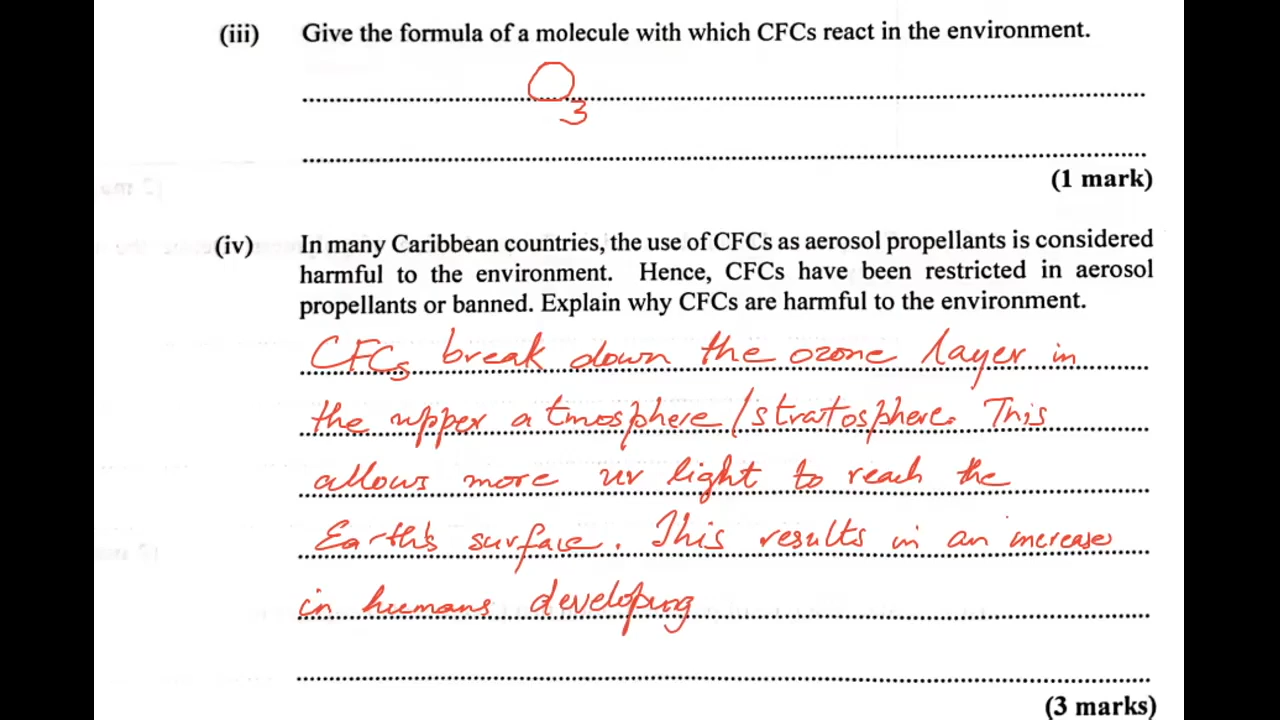 (iii) Give the formula of a molecule with which CFCs react in the environment.
O3
(1 mark)
(iv) In many Caribbean countries, the use of CFCs as aerosol propellants is considered
harmful to the environment. Hence, CFCs have been restricted in aerosol
propellants or banned. Explain why CFCs are harmful to the environment.
CFCs break down the ozone layer in
the upper atmosphere/stratosphere. This
allows more uv light to reach the
Earth's surface. This results in an increase
in humans developing
(3 marks)